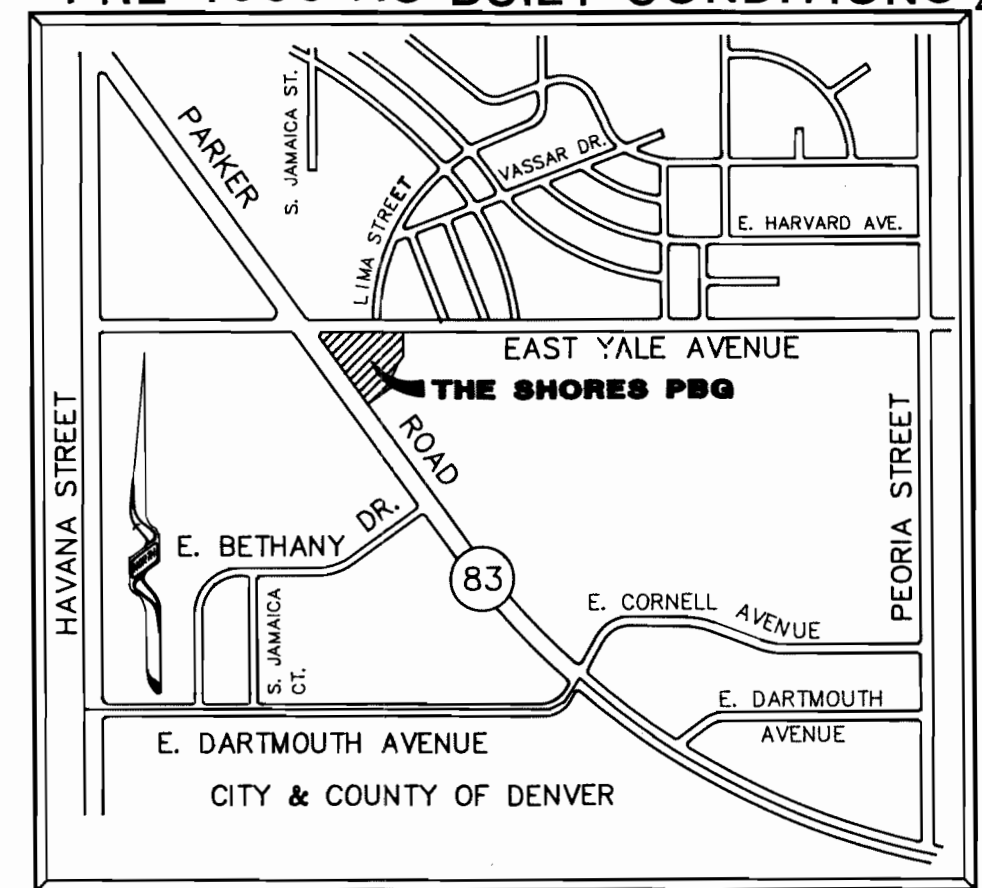 S. JAMAICA ST.
PARKER
VASSAR DR.
LIMA STREET
E. HARVARD AVE.
EAST YALE AVENUE
THE SHORES PBG
HAVANA STREET
ROAD
PEORIA STREET
E. BETHANY DR.
83
S. JAMAICA
CT.
E. CORNELL AVENUE
E. DARTMOUTH
AVENUE
E. DARTMOUTH AVENUE
CITY & COUNTY OF DENVER